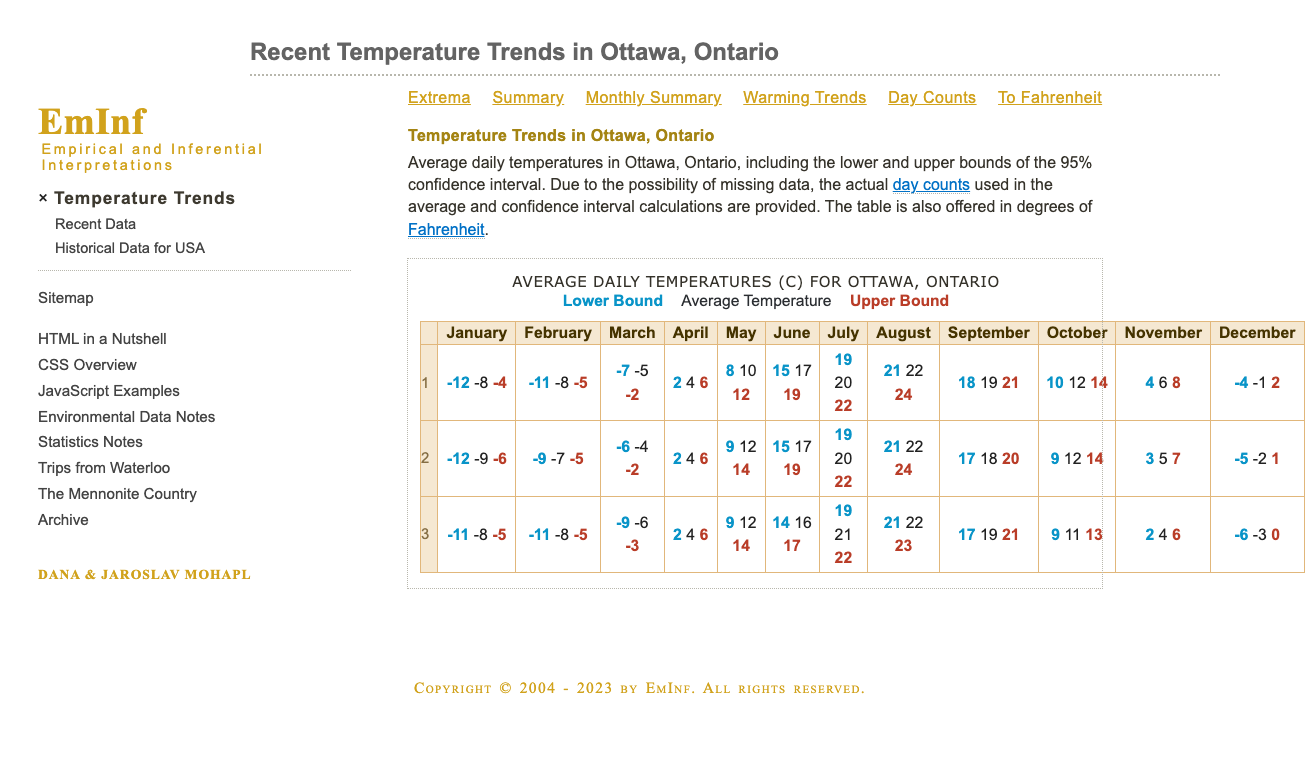 Recent Temperature Trends in Ottawa, Ontario
Extrema Summary Monthly Summary Warming Trends Day Counts To Fahrenheit
EmInf
Empirical and Inferential
Interpretations
× Temperature Trends
Recent Data
Historical Data for USA
Sitemap
HTML in a Nutshell
CSS Overview
JavaScript Examples
Environmental Data Notes
Statistics Notes
Trips from Waterloo
The Mennonite Country
Archive
DANA & JAROSLAV MOHAPL
Temperature Trends in Ottawa, Ontario
Average daily temperatures in Ottawa, Ontario, including the lower and upper bounds of the 95%
confidence interval. Due to the possibility of missing data, the actual day counts used in the
average and confidence interval calculations are provided. The table is also offered in degrees of
Fahrenheit.
AVERAGE DAILY TEMPERATURES (C) FOR OTTAWA, ONTARIO
Lower Bound Average Temperature Upper Bound
January February March April May June July August September October November December
1 -12 -8 -4 -11 -8 -5 -7 -5 -2 2 4 6 8 10 12 15 17 19 19 20 22 21 22 24 18 19 21 10 12 14 4 6 8 -4 -1 2
2 -12 -9 -6 -9 -7 -5 -6 -4 -2 2 4 6 9 12 14 15 17 19 19 20 22 21 22 24 17 18 20 9 12 14 3 5 7 -5 -2 1
3 -11 -8 -5 -11 -8 -5 -9 -6 -3 2 4 6 9 12 14 14 16 17 19 21 22 21 22 23 17 19 21 9 11 13 2 4 6 -6 -3 0
Copyright © 2004 - 2023 by EmInf. All rights reserved.